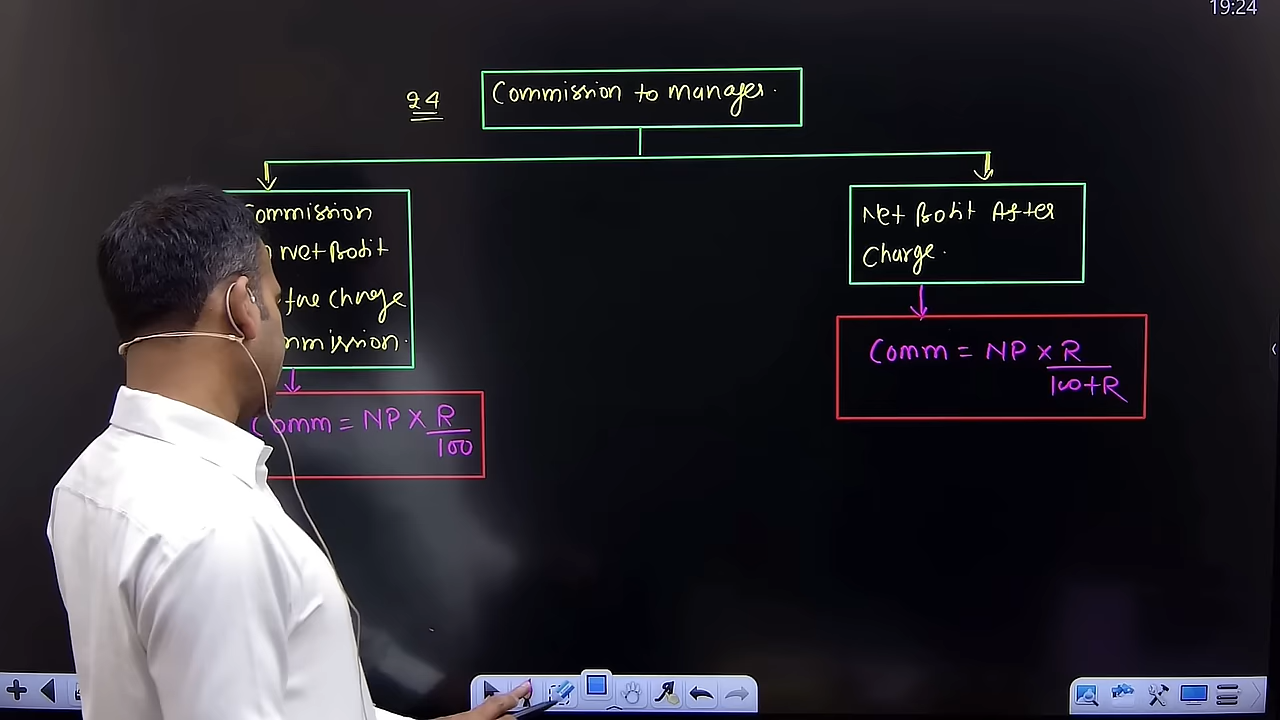 19:24
24
Commission to manager.
ommission
Net Profit
fore Charge
mmission.
Comm = NP × R
100
Net Profit After
Charge.
Comm = NP × R
100+R